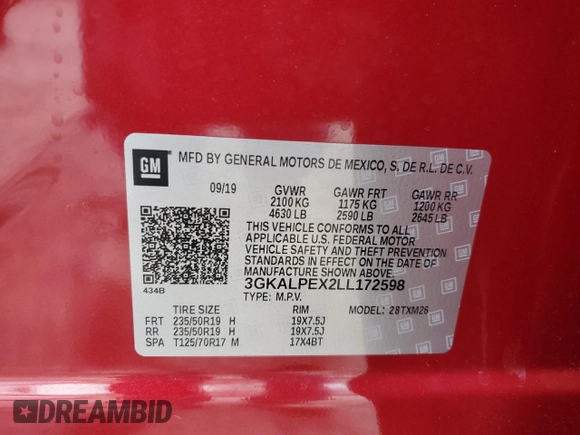 GM
MFD BY GENERAL MOTORS DE MEXICO, S. DE R.L. DE C.V.
09/19 GVWR GAWR FRT GAWR RR
2100 KG 1175 KG 1200 KG
4630 LB 2590 LB 2645 LB
THIS VEHICLE CONFORMS TO ALL
APPLICABLE U.S. FEDERAL MOTOR
VEHICLE SAFETY AND THEFT PREVENTION
STANDARDS IN EFFECT ON THE DATE OF
MANUFACTURE SHOWN ABOVE.
434B 3GKALPEX2LL172598
TYPE: M.P.V. MODEL: 28TXM26
TIRE SIZE RIM
FRT 235/50R19 H 19X7.5J
RR 235/50R19 H 19X7.5J
SPA T125/70R17 M 17X4BT
DREAMBID